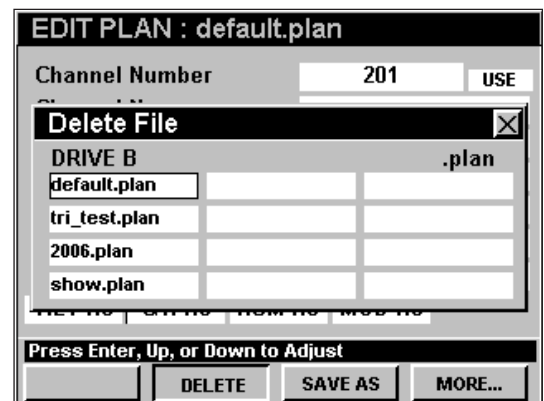 EDIT PLAN : default.plan
Channel Number 201 USE
Delete File
DRIVE B .plan
default.plan
tri_test.plan
2006.plan
show.plan
Press Enter, Up, or Down to Adjust
DELETE SAVE AS MORE...